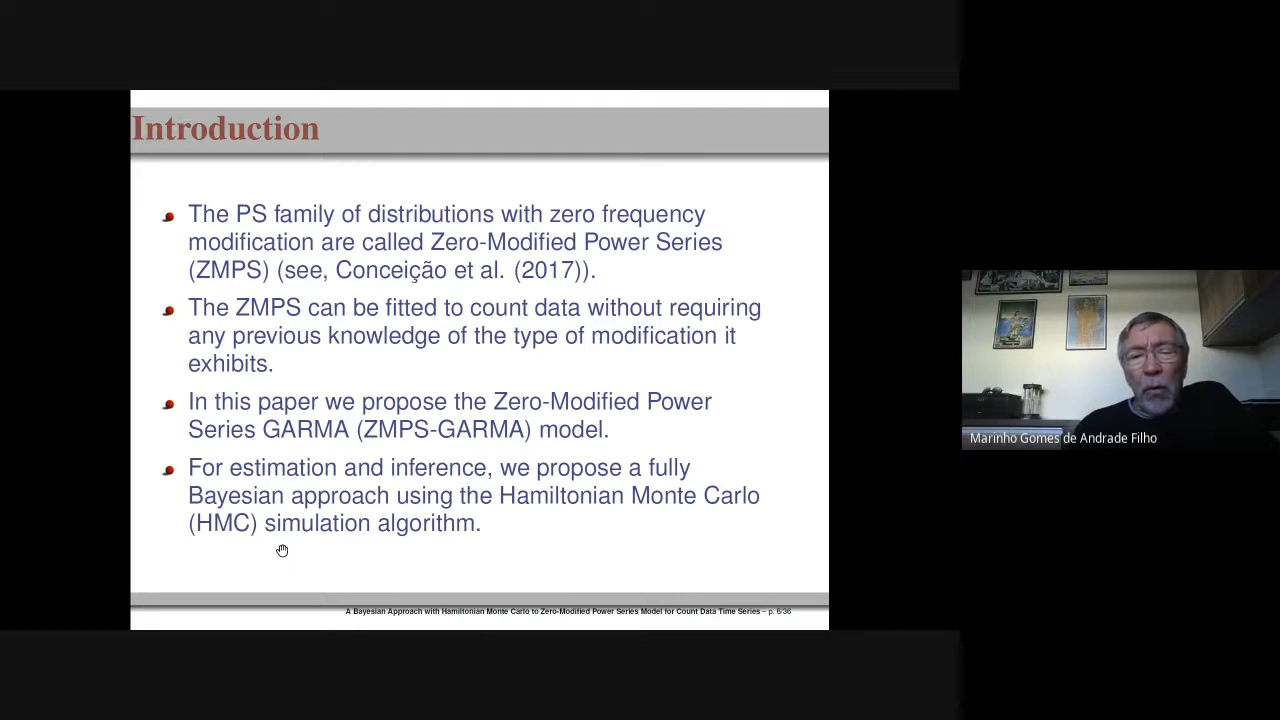 Introduction
The PS family of distributions with zero frequency
modification are called Zero-Modified Power Series
(ZMPS) (see, Conceição et al. (2017)).
The ZMPS can be fitted to count data without requiring
any previous knowledge of the type of modification it
exhibits.
In this paper we propose the Zero-Modified Power
Series GARMA (ZMPS-GARMA) model.
For estimation and inference, we propose a fully
Bayesian approach using the Hamiltonian Monte Carlo
(HMC) simulation algorithm.
A Bayesian Approach with Hamiltonian Monte Carlo to Zero-Modified Power Series Model for Count Data Time Series – p. 6/36
Marinho Gomes de Andrade Filho